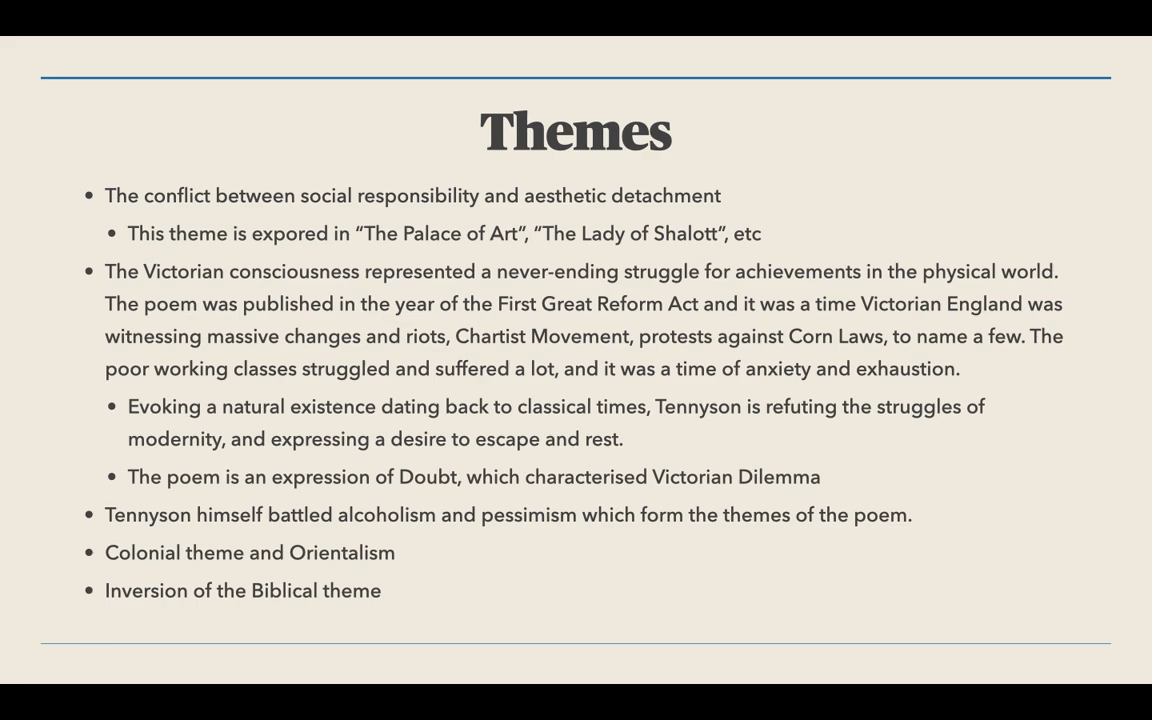 Themes
• The conflict between social responsibility and aesthetic detachment
• This theme is expored in “The Palace of Art”, “The Lady of Shalott”, etc
• The Victorian consciousness represented a never-ending struggle for achievements in the physical world.
The poem was published in the year of the First Great Reform Act and it was a time Victorian England was
witnessing massive changes and riots, Chartist Movement, protests against Corn Laws, to name a few. The
poor working classes struggled and suffered a lot, and it was a time of anxiety and exhaustion.
• Evoking a natural existence dating back to classical times, Tennyson is refuting the struggles of
modernity, and expressing a desire to escape and rest.
• The poem is an expression of Doubt, which characterised Victorian Dilemma
• Tennyson himself battled alcoholism and pessimism which form the themes of the poem.
• Colonial theme and Orientalism
• Inversion of the Biblical theme